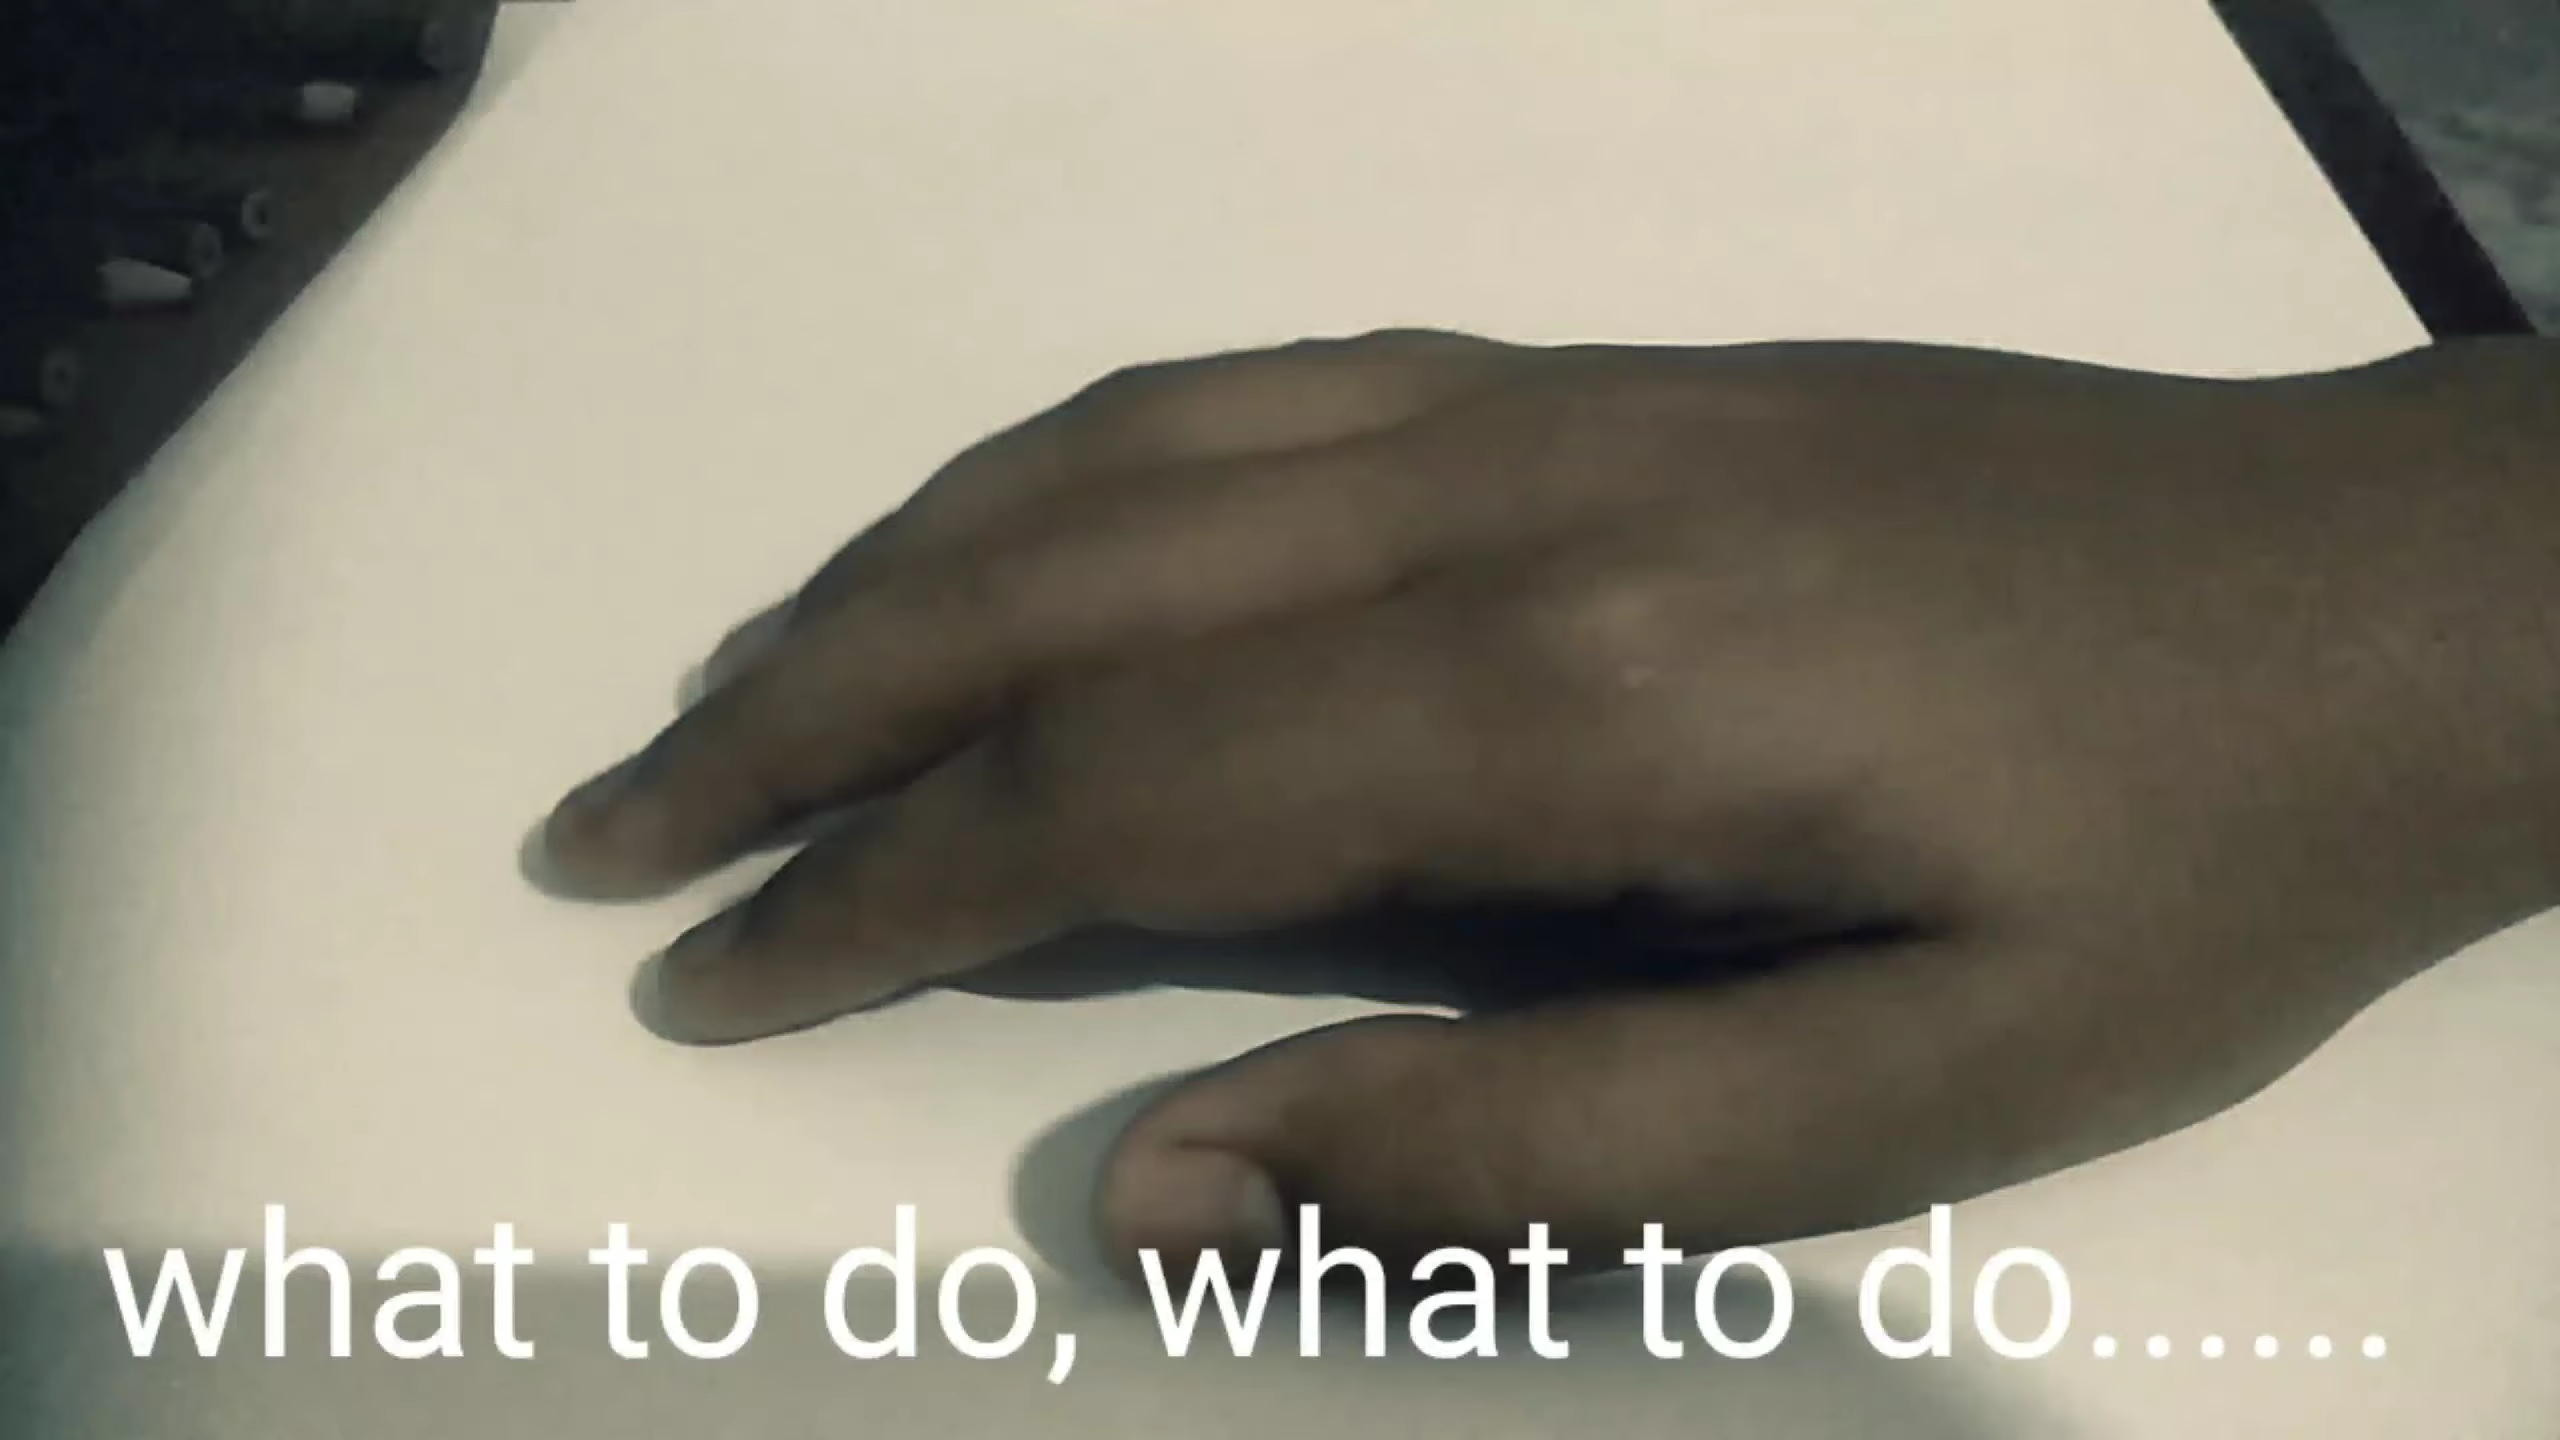 what to do, what to do......